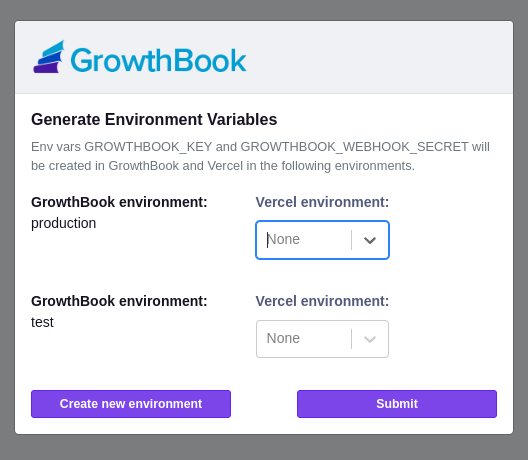 GrowthBook
Generate Environment Variables
Env vars GROWTHBOOK_KEY and GROWTHBOOK_WEBHOOK_SECRET will
be created in GrowthBook and Vercel in the following environments.
GrowthBook environment:
production
Vercel environment:
None
GrowthBook environment:
test
Vercel environment:
None
Create new environment
Submit